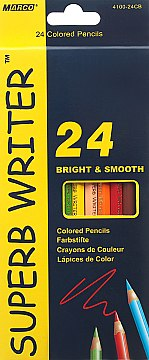 MARCO
4100-24CB
24 Colored Pencils
SUPERB WRITER™
24
BRIGHT & SMOOTH
Colored Pencils
Farbstifte
Crayons de Couleur
Lápices de Color